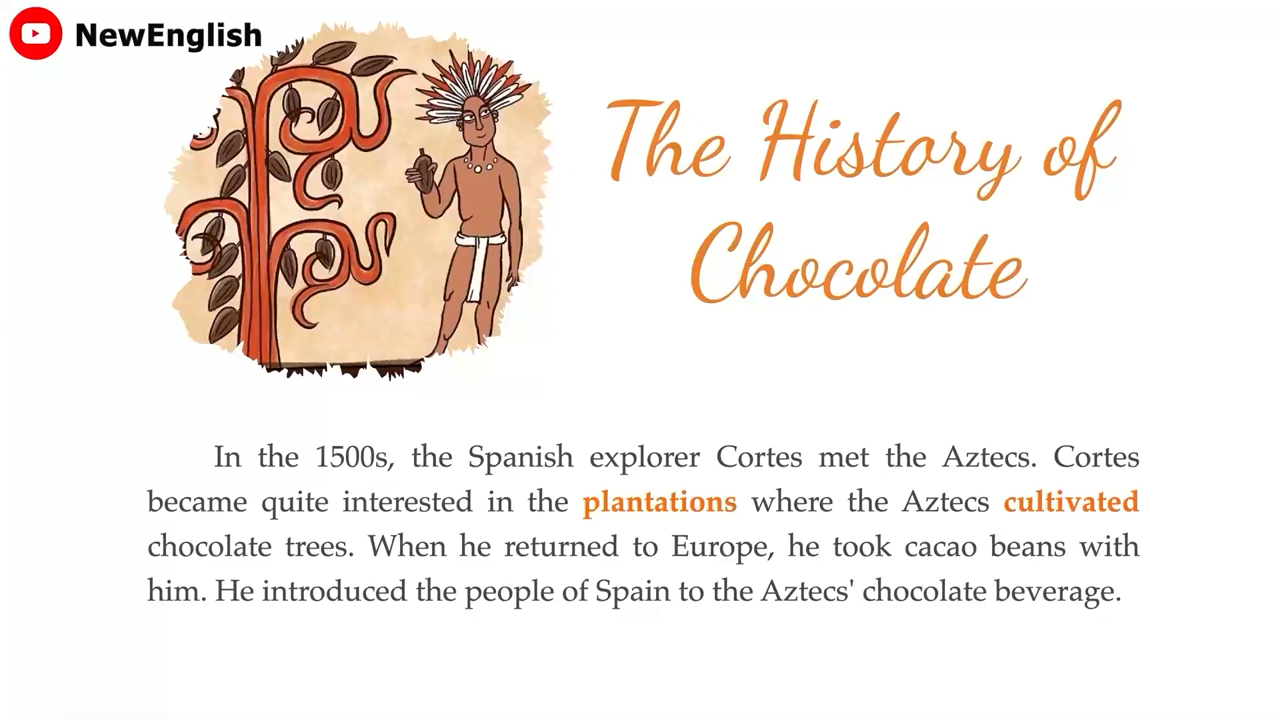 NewEnglish
The History of
Chocolate
In the 1500s, the Spanish explorer Cortes met the Aztecs. Cortes
became quite interested in the plantations where the Aztecs cultivated
chocolate trees. When he returned to Europe, he took cacao beans with
him. He introduced the people of Spain to the Aztecs' chocolate beverage.